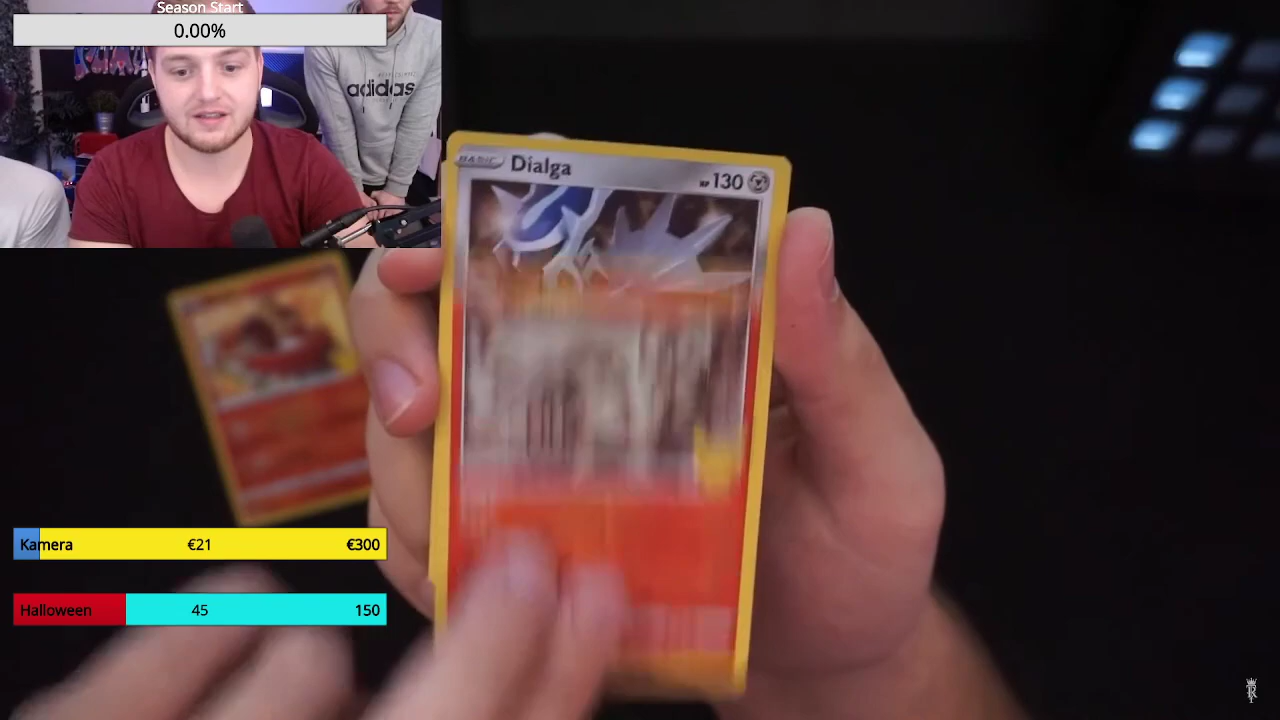 Season Start
0.00%
adidas
BASIC Dialga HP 130
Kamera €21 €300
Halloween 45 150